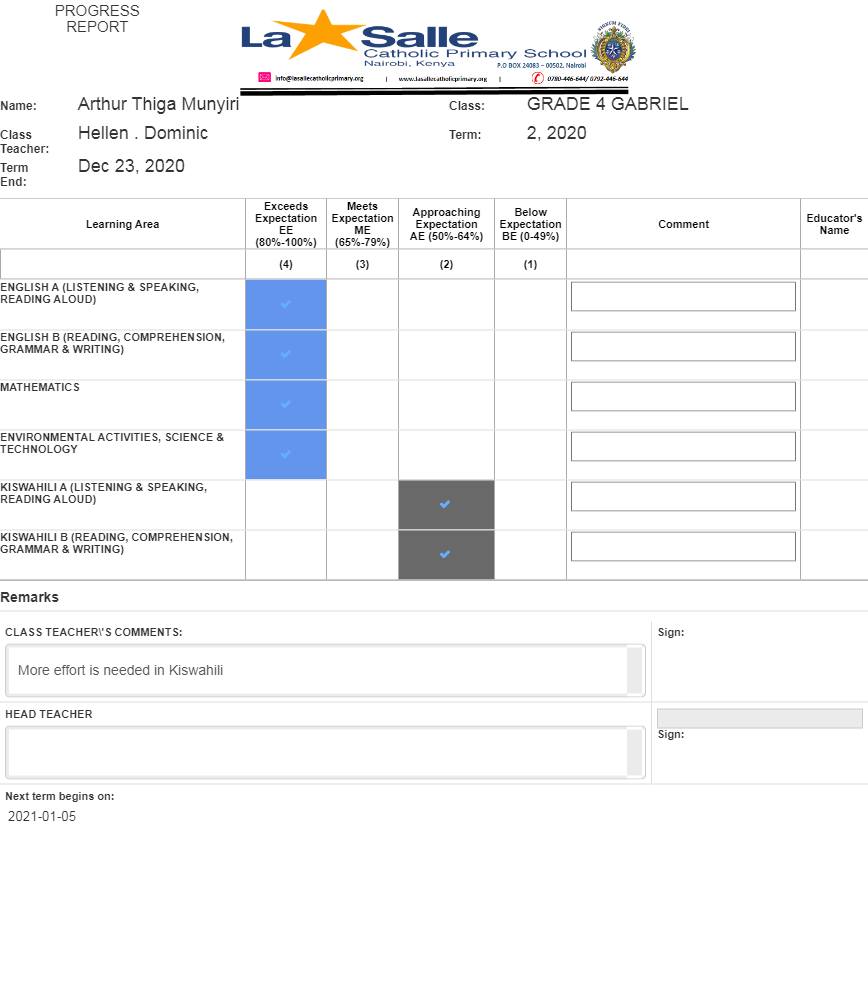 PROGRESS
REPORT
La Salle
Catholic Primary School
Nairobi, Kenya
P.O BOX 24083 – 00502. Nairobi
info@lasallecatholicprimary.org | www.lasallecatholicprimary.org | 0780-446-644/ 0792-446-644
Name: Arthur Thiga Munyiri Class: GRADE 4 GABRIEL
Class Teacher: Hellen . Dominic Term: 2, 2020
Term End: Dec 23, 2020
Learning Area
Exceeds Expectation EE (80%-100%)
Meets Expectation ME (65%-79%)
Approaching Expectation AE (50%-64%)
Below Expectation BE (0-49%)
Comment
Educator's Name
(4) (3) (2) (1)
ENGLISH A (LISTENING & SPEAKING,
READING ALOUD)
ENGLISH B (READING, COMPREHENSION,
GRAMMAR & WRITING)
MATHEMATICS
ENVIRONMENTAL ACTIVITIES, SCIENCE &
TECHNOLOGY
KISWAHILI A (LISTENING & SPEAKING,
READING ALOUD)
KISWAHILI B (READING, COMPREHENSION,
GRAMMAR & WRITING)
Remarks
CLASS TEACHER\'S COMMENTS: Sign:
More effort is needed in Kiswahili
HEAD TEACHER
Sign:
Next term begins on:
2021-01-05